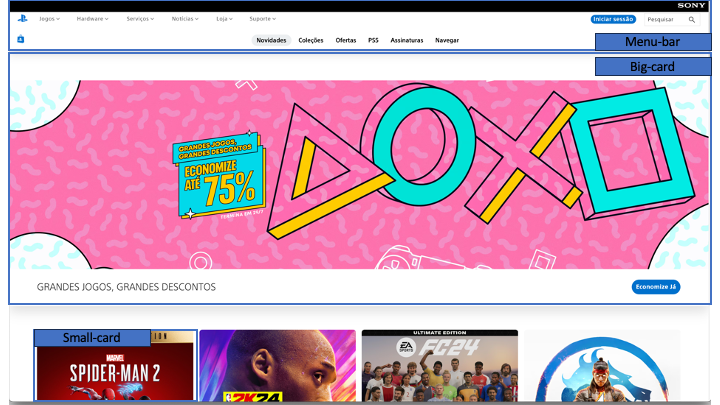 SONY
Jogos Hardware Serviços Notícias Loja Suporte Iniciar sessão Pesquisar
Novidades Coleções Ofertas PS5 Assinaturas Navegar
Menu-bar
Big-card
GRANDES JOGOS,
GRANDES DESCONTOS
ECONOMIZE
ATÉ 75%
TERMINA EM 24/7
GRANDES JOGOS, GRANDES DESCONTOS
Economize Já
Small-card
ION
MARVEL
SPIDER-MAN 2
2K24
ULTIMATE EDITION
EA
SPORTS
FC24